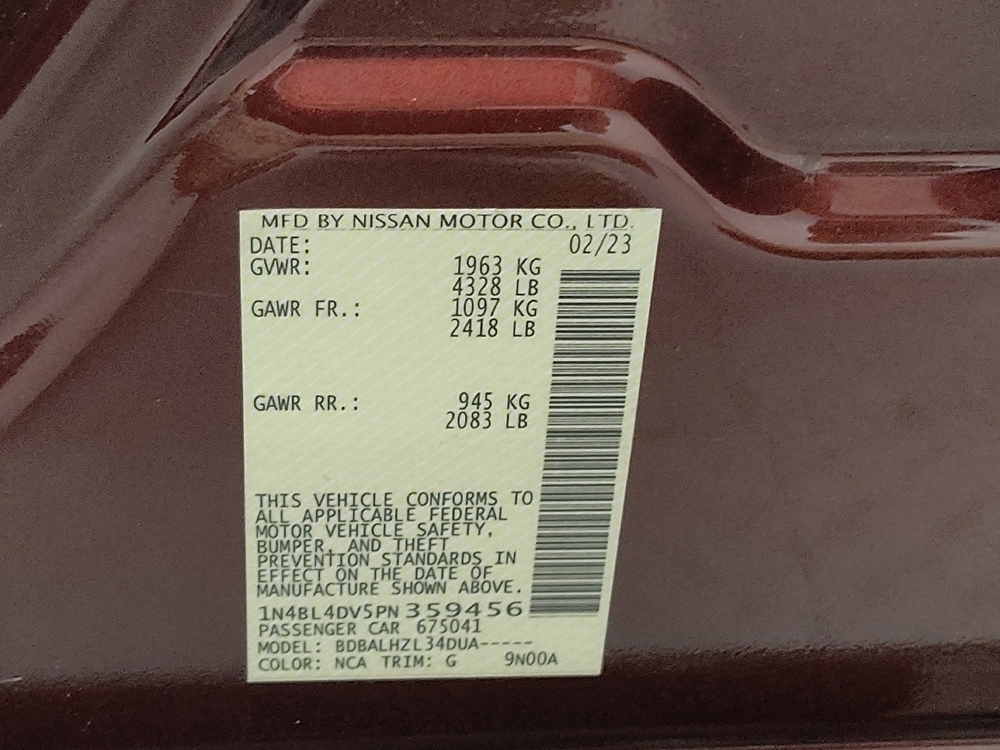 MFD BY NISSAN MOTOR CO., LTD.
DATE: 02/23
GVWR: 1963 KG
4328 LB
GAWR FR.: 1097 KG
2418 LB
GAWR RR.: 945 KG
2083 LB
THIS VEHICLE CONFORMS TO
ALL APPLICABLE FEDERAL
MOTOR VEHICLE SAFETY,
BUMPER, AND THEFT
PREVENTION STANDARDS IN
EFFECT ON THE DATE OF
MANUFACTURE SHOWN ABOVE.
1N4BL4DV5PN359456
PASSENGER CAR 675041
MODEL: BDBALHZL34DUA-----
COLOR: NCA TRIM: G 9N00A